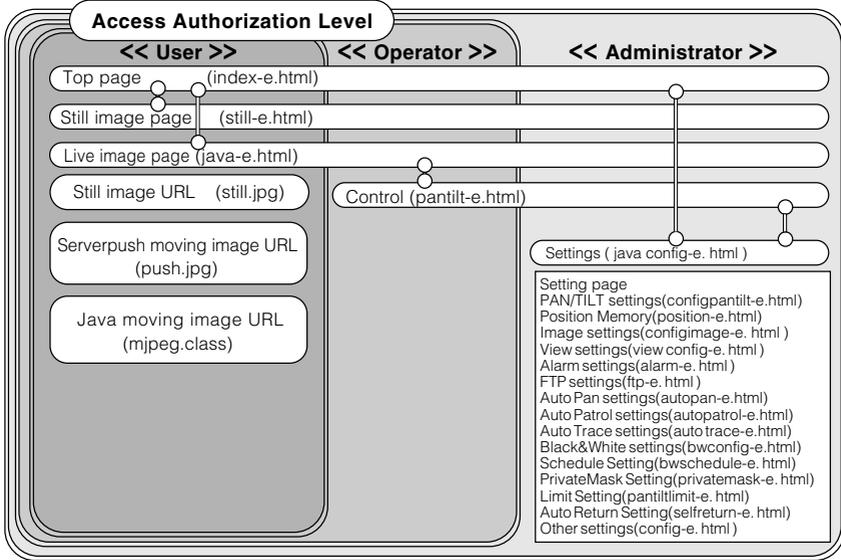 Access Authorization Level
<< User >>
<< Operator >>
<< Administrator >>
Top page (index-e.html)
Still image page (still-e.html)
Live image page (java-e.html)
Still image URL (still.jpg)
Control (pantilt-e.html)
Serverpush moving image URL
(push.jpg)
Settings ( java config-e. html )
Java moving image URL
(mjpeg.class)
Setting page
PAN/TILT settings(configpantilt-e.html)
Position Memory(position-e.html)
Image settings(configimage-e. html )
View settings(view config-e. html )
Alarm settings(alarm-e. html )
FTP settings(ftp-e. html )
Auto Pan settings(autopan-e.html)
Auto Patrol settings(autopatrol-e.html)
Auto Trace settings(auto trace-e.html)
Black&White settings(bwconfig-e.html)
Schedule Setting(bwschedule-e. html)
PrivateMask Setting(privatemask-e. html)
Limit Setting(pantiltlimit-e. html)
Auto Return Setting(selfreturn-e. html)
Other settings(config-e. html )